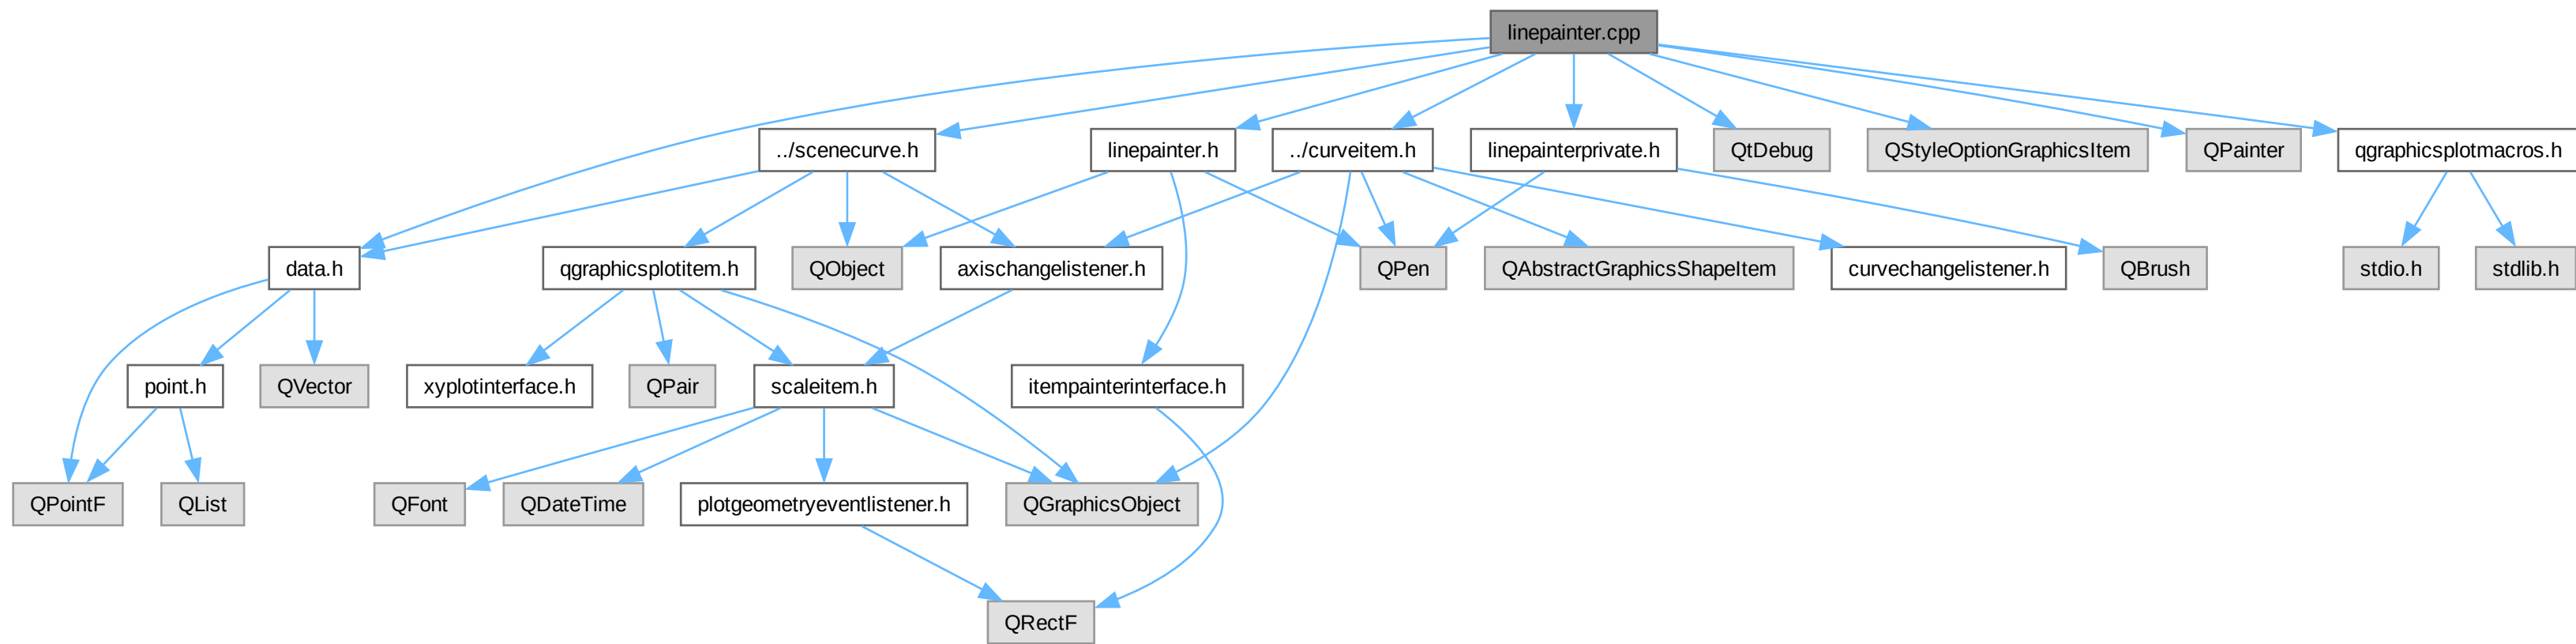 linepainter.cpp
../scenecurve.h
linepainter.h
../curveitem.h
linepainterprivate.h
QtDebug
QStyleOptionGraphicsItem
QPainter
qgraphicsplotmacros.h
data.h
qgraphicsplotitem.h
QObject
axischangelistener.h
QPen
QAbstractGraphicsShapeItem
curvechangelistener.h
QBrush
stdio.h
stdlib.h
point.h
QVector
xyplotinterface.h
QPair
scaleitem.h
itempainterinterface.h
QPointF
QList
QFont
QDateTime
plotgeometryeventlistener.h
QGraphicsObject
QRectF